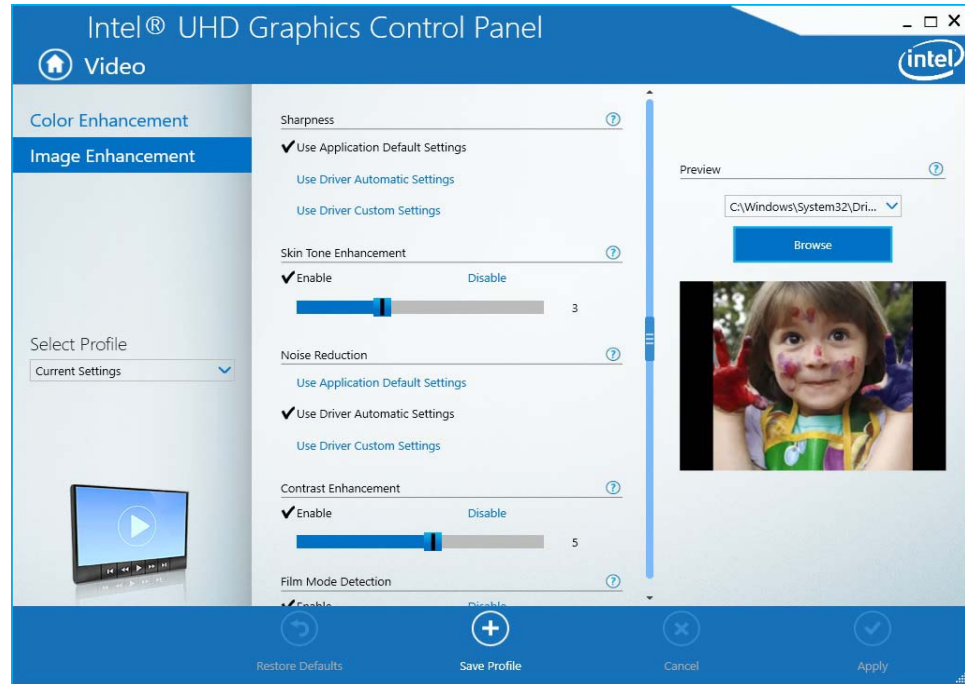 Intel® UHD Graphics Control Panel
Video
intel
Color Enhancement
Image Enhancement
Select Profile
Current Settings
Sharpness
Use Application Default Settings
Use Driver Automatic Settings
Use Driver Custom Settings
Skin Tone Enhancement
Enable Disable
3
Noise Reduction
Use Application Default Settings
Use Driver Automatic Settings
Use Driver Custom Settings
Contrast Enhancement
Enable Disable
5
Film Mode Detection
Enable Disable
Preview
C:\Windows\System32\Dri...
Browse
Restore Defaults
Save Profile
Cancel
Apply